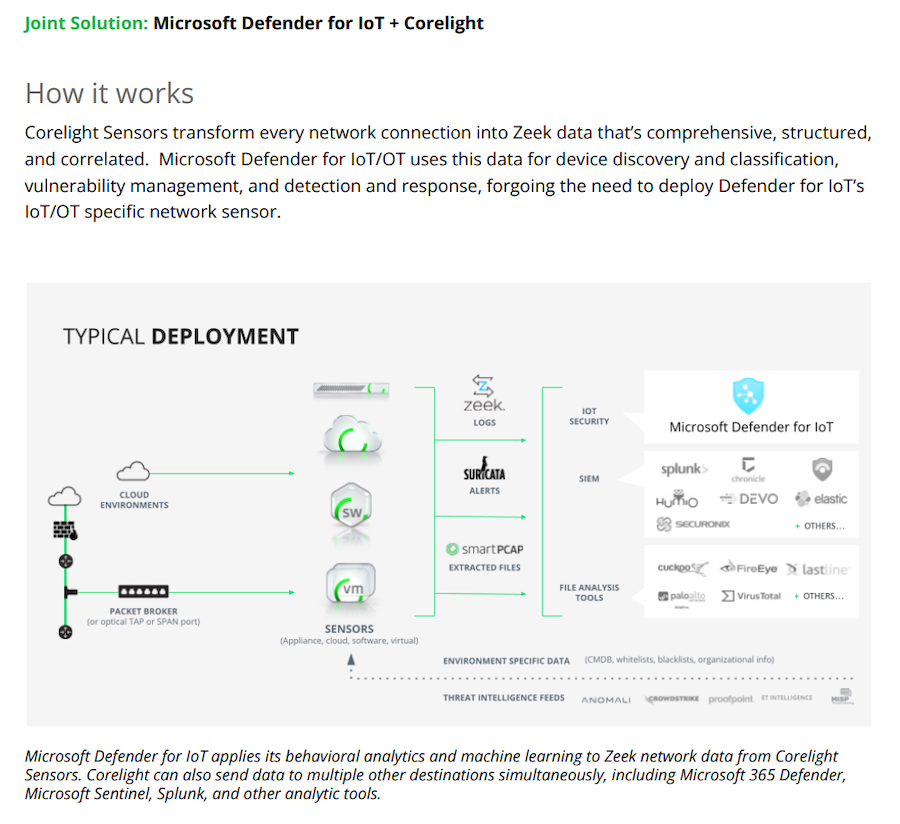 Joint Solution: Microsoft Defender for IoT + Corelight
How it works
Corelight Sensors transform every network connection into Zeek data that's comprehensive, structured,
and correlated.  Microsoft Defender for IoT/OT uses this data for device discovery and classification,
vulnerability management, and detection and response, forgoing the need to deploy Defender for IoT's
IoT/OT specific network sensor.
TYPICAL DEPLOYMENT
CLOUD
ENVIRONMENTS
PACKET BROKER
(or optical TAP or SPAN port)
sw
vm
SENSORS
(Appliance, cloud, software, virtual)
zeek.
LOGS
SURICATA
ALERTS
smartPCAP
EXTRACTED FILES
IOT
SECURITY
SIEM
FILE ANALYSIS
TOOLS
Microsoft Defender for IoT
splunk>
chronicle
HUMIO
DEVO
elastic
SECURONIX
+ OTHERS...
cuckoo
FireEye
lastline
paloalto
VirusTotal
+ OTHERS...
ENVIRONMENT SPECIFIC DATA (CMDB, whitelists, blacklists, organizational info)
THREAT INTELLIGENCE FEEDS ANOMALI CROWDSTRIKE proofpoint ET INTELLIGENCE MISP
Microsoft Defender for IoT applies its behavioral analytics and machine learning to Zeek network data from Corelight
Sensors. Corelight can also send data to multiple other destinations simultaneously, including Microsoft 365 Defender,
Microsoft Sentinel, Splunk, and other analytic tools.